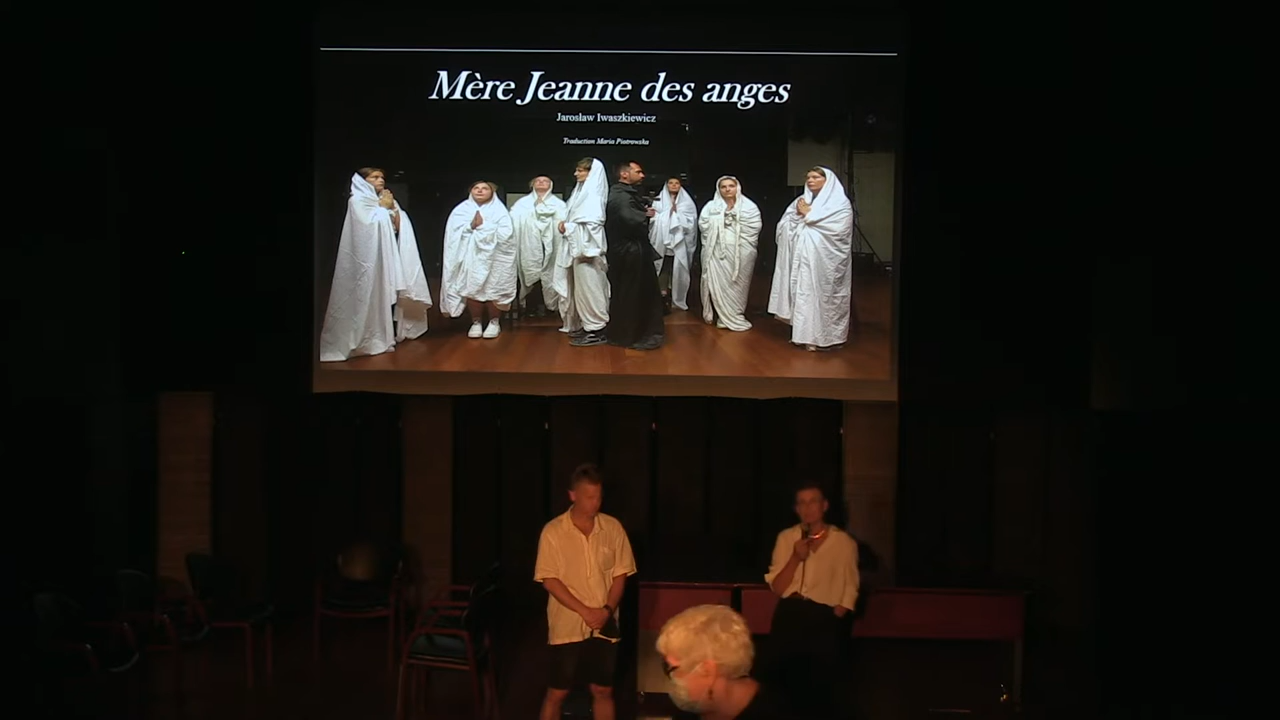 Mère Jeanne des anges
Jarosław Iwaszkiewicz
Traduction Maria Piotrowska